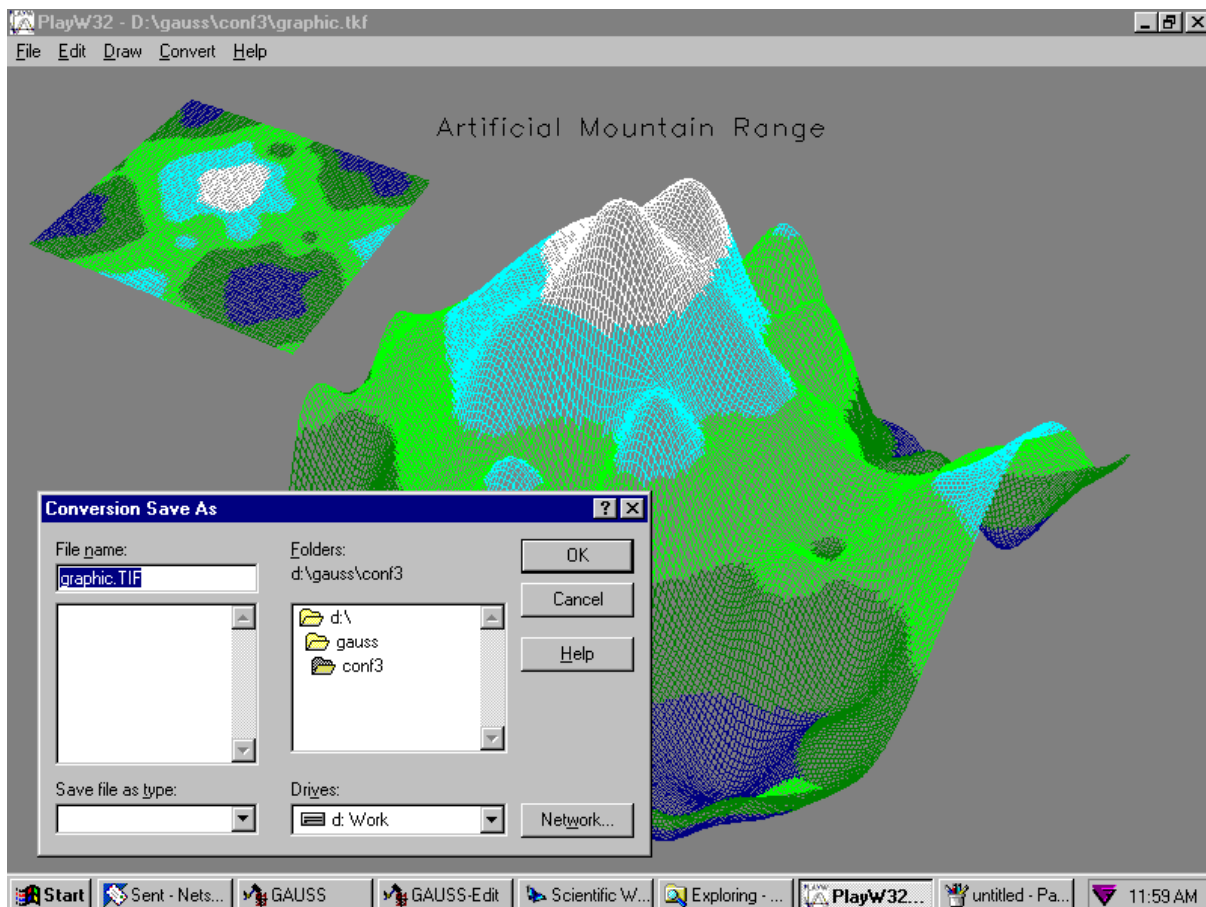 PlayW32 - D:\gauss\conf3\graphic.tkf
File Edit Draw Convert Help
Artificial Mountain Range
Conversion Save As
File name:
graphic.TIF
Folders:
d:\gauss\conf3
d:\
gauss
conf3
OK
Cancel
Help
Save file as type:
Drives:
d: Work
Network...
Start Sent - Nets... GAUSS GAUSS-Edit Scientific W... Exploring - ... PlayW32... untitled - Pa... 11:59 AM